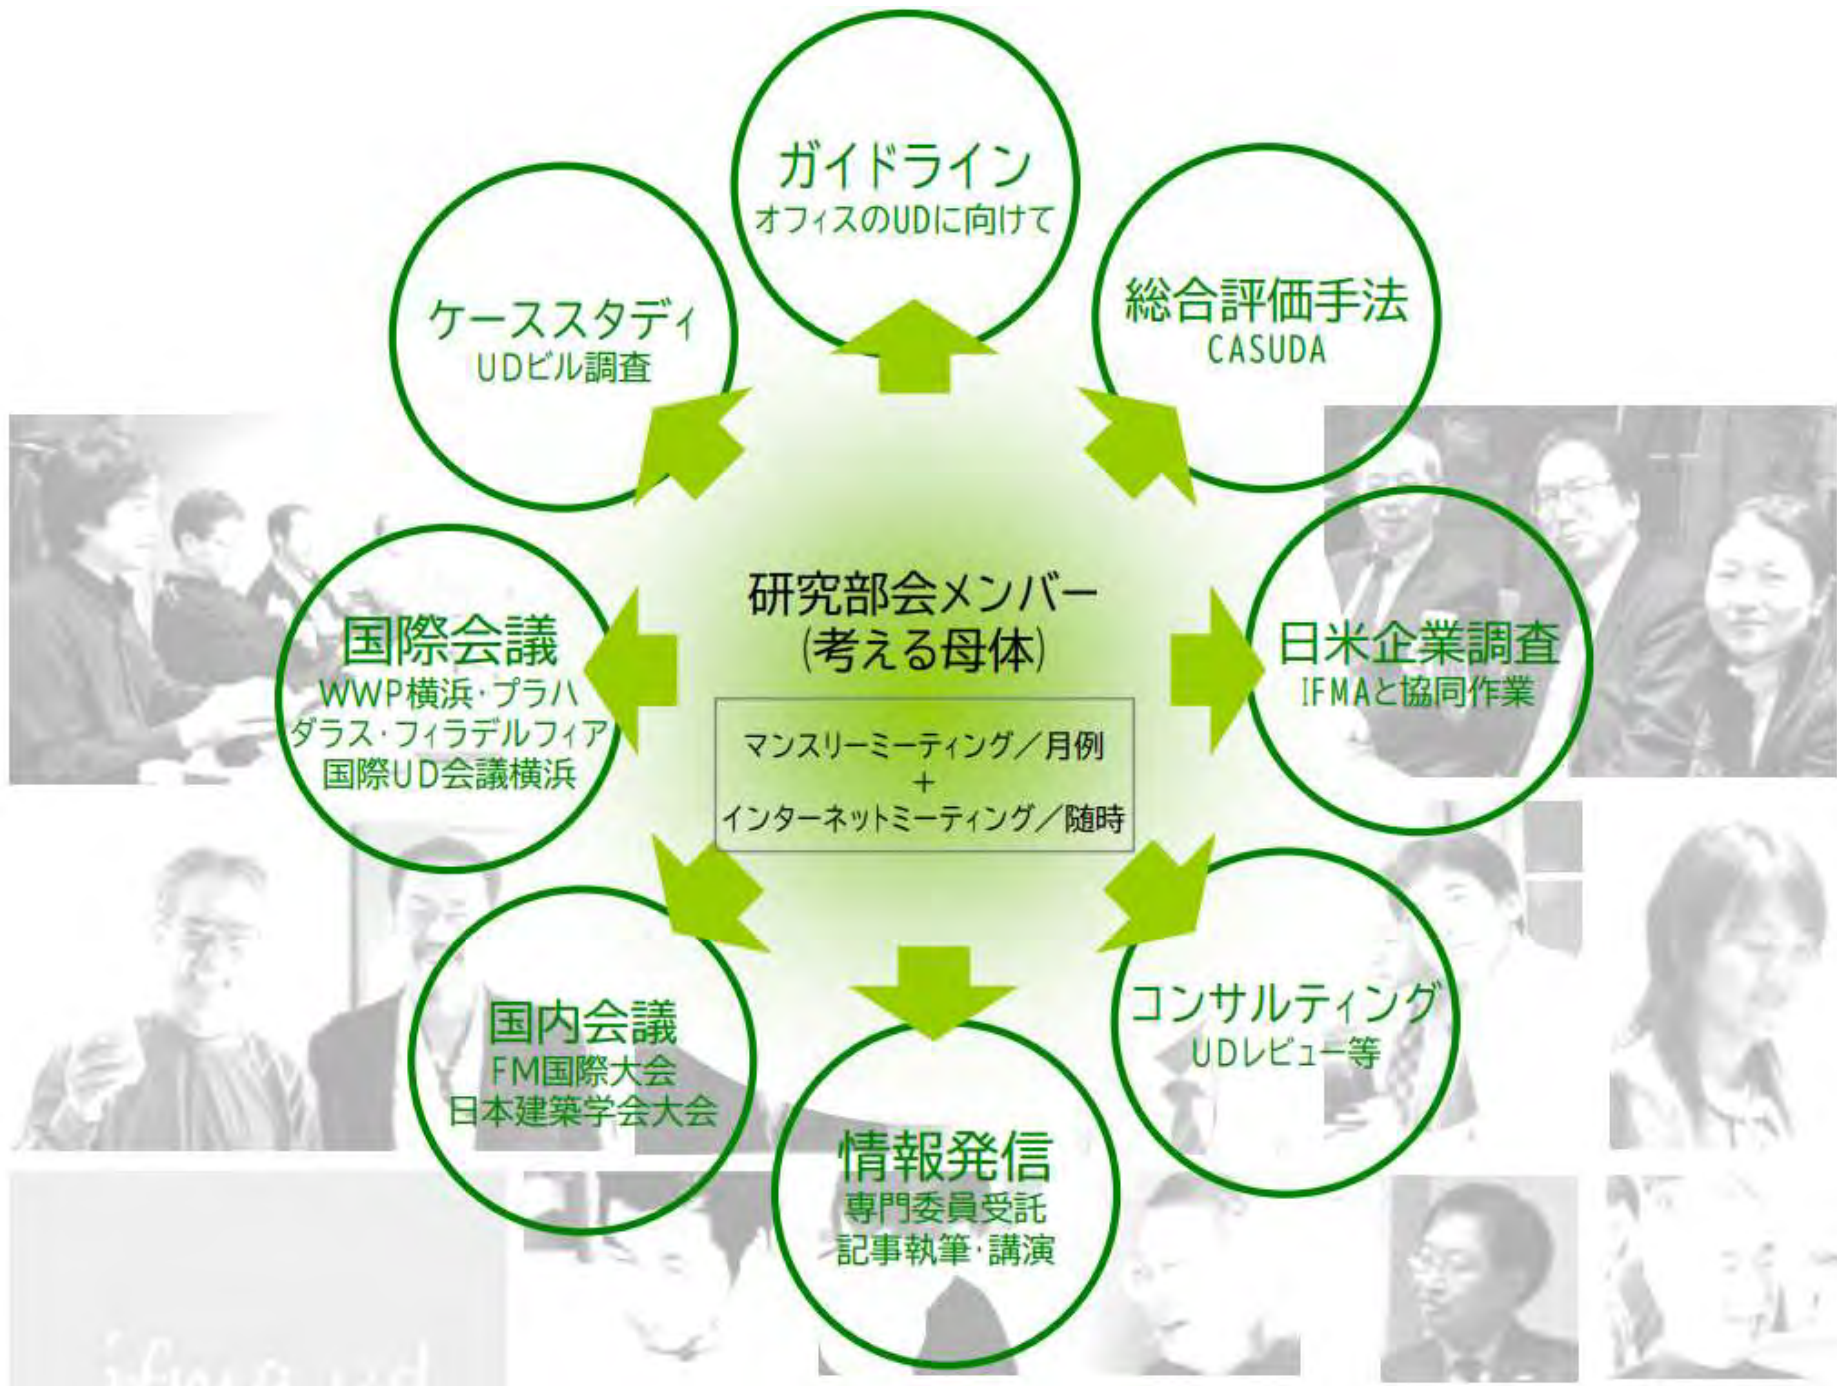 ガイドライン
オフィスのUDに向けて
ケーススタディ
UDビル調査
総合評価手法
CASUDA
研究部会メンバー
(考える母体)
マンスリーミーティング／月例
+
インターネットミーティング／随時
国際会議
WWP横浜・プラハ
ダラス・フィラデルフィア
国際UD会議横浜
日米企業調査
IFMAと協同作業
国内会議
FM国際大会
日本建築学会大会
コンサルティング
UDレビュー等
情報発信
専門委員受託
記事執筆・講演